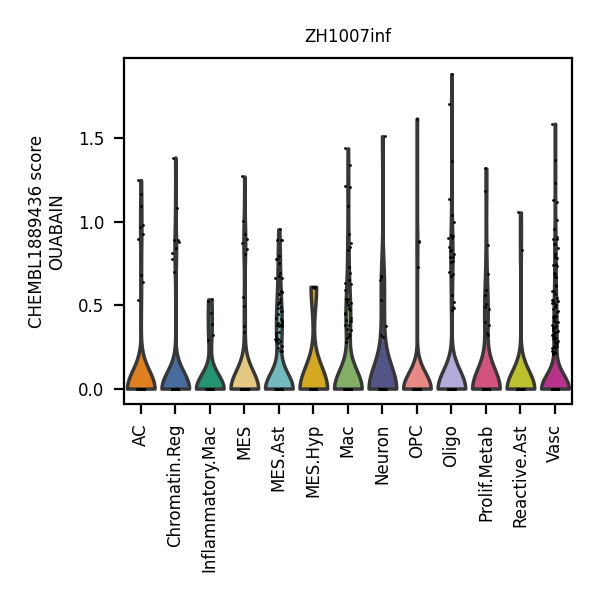 ZH1007inf
CHEMBL1889436 score
OUABAIN
1.5
1.0
0.5
0.0
AC
Chromatin.Reg
Inflammatory.Mac
MES
MES.Ast
MES.Hyp
Mac
Neuron
OPC
Oligo
Prolif.Metab
Reactive.Ast
Vasc